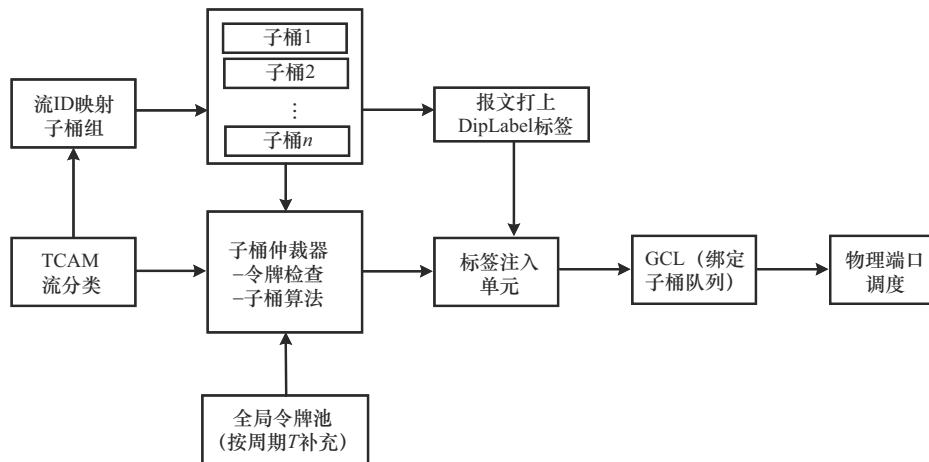 子桶1
子桶2
⋮
子桶n
流ID映射
子桶组
报文打上
DipLabel标签
TCAM
流分类
子桶仲裁器
–令牌检查
–子桶算法
标签注入
单元
GCL（绑定
子桶队列）
物理端口
调度
全局令牌池
（按周期T补充）